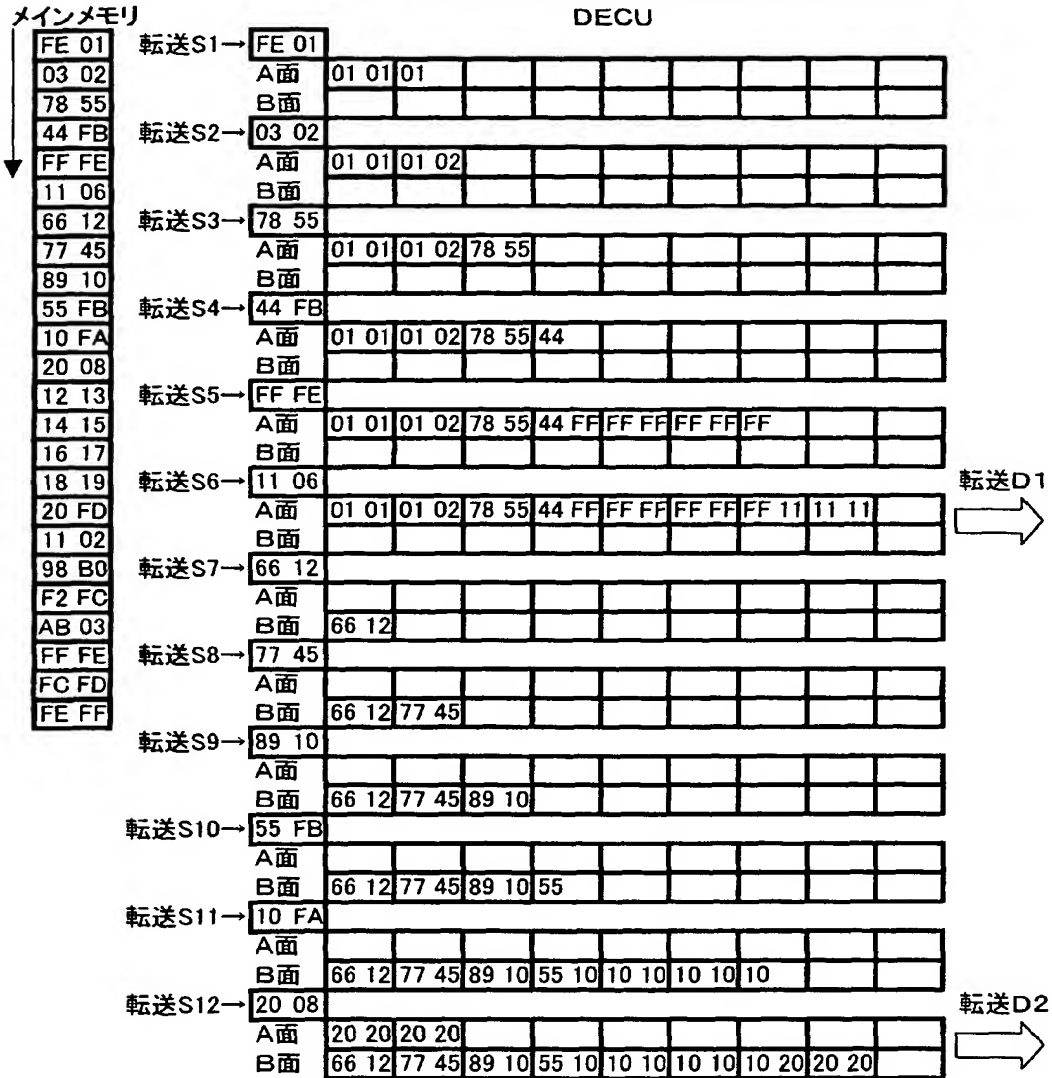 メインメモリ
FE 01
03 02
78 55
44 FB
FF FE
11 06
66 12
77 45
89 10
55 FB
10 FA
20 08
12 13
14 15
16 17
18 19
20 FD
11 02
98 B0
F2 FC
AB 03
FF FE
FC FD
FE FF
DECU
転送S1→ FE 01
A面 01 01 01
B面
転送S2→ 03 02
A面 01 01 01 02
B面
転送S3→ 78 55
A面 01 01 01 02 78 55
B面
転送S4→ 44 FB
A面 01 01 01 02 78 55 44
B面
転送S5→ FF FE
A面 01 01 01 02 78 55 44 FF FF FF FF FF FF
B面
転送S6→ 11 06 転送D1
A面 01 01 01 02 78 55 44 FF FF FF FF FF FF 11 11 11
B面
転送S7→ 66 12
A面
B面 66 12
転送S8→ 77 45
A面
B面 66 12 77 45
転送S9→ 89 10
A面
B面 66 12 77 45 89 10
転送S10→ 55 FB
A面
B面 66 12 77 45 89 10 55
転送S11→ 10 FA
A面
B面 66 12 77 45 89 10 55 10 10 10 10 10 10
転送S12→ 20 08 転送D2
A面 20 20 20 20
B面 66 12 77 45 89 10 55 10 10 10 10 10 10 20 20 20